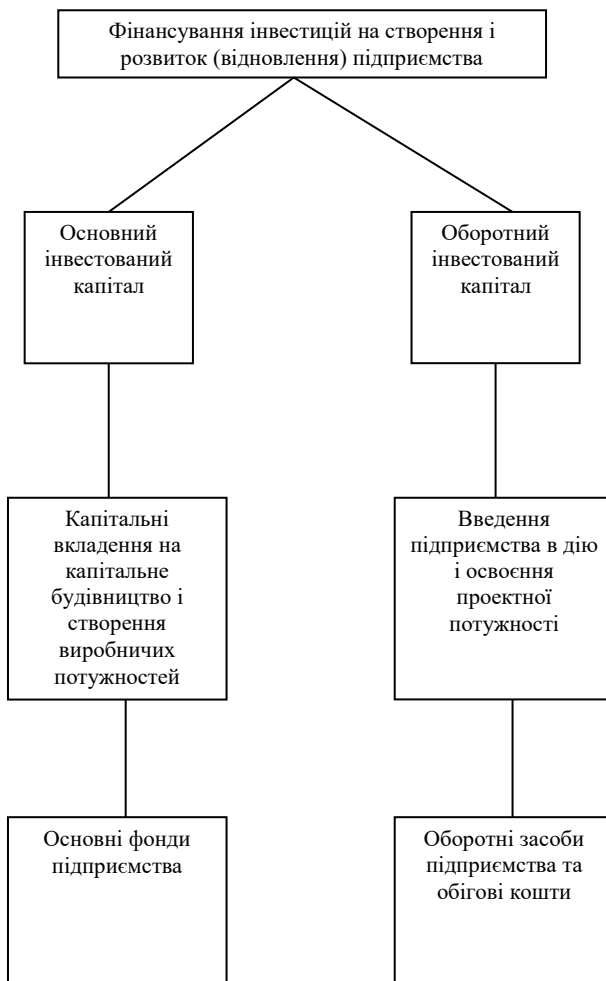 Фінансування інвестицій на створення і
розвиток (відновлення) підприємства
Основний
інвестований
капітал
Оборотний
інвестований
капітал
Капітальні
вкладення на
капітальне
будівництво і
створення
виробничих
потужностей
Введення
підприємства в дію
і освоєння
проектної
потужності
Основні фонди
підприємства
Оборотні засоби
підприємства та
обігові кошти